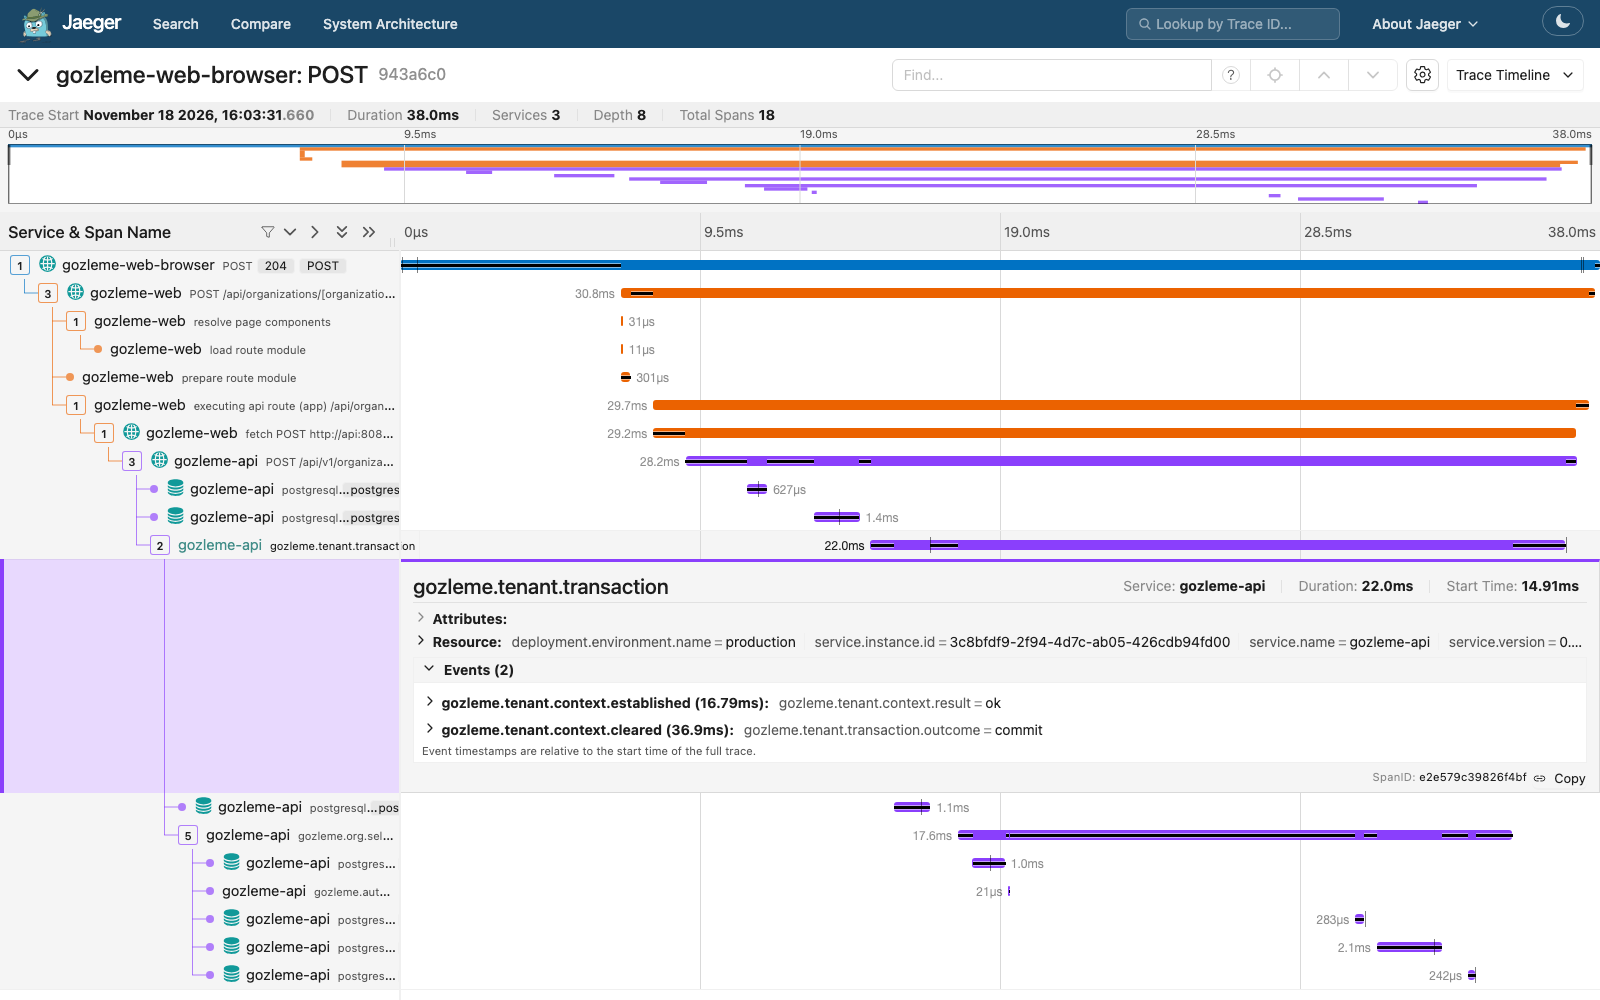 Jaeger Search Compare System Architecture Lookup by Trace ID... About Jaeger
gozleme-web-browser: POST 943a6c0 Find... ? Trace Timeline
Trace Start November 18 2026, 16:03:31.660 Duration 38.0ms Services 3 Depth 8 Total Spans 18
0μs 9.5ms 19.0ms 28.5ms 38.0ms
Service & Span Name 0μs 9.5ms 19.0ms 28.5ms 38.0ms
1 gozleme-web-browser POST 204 POST
3 gozleme-web POST /api/organizations/[organizatio... 30.8ms
1 gozleme-web resolve page components 31μs
gozleme-web load route module 11μs
gozleme-web prepare route module 301μs
1 gozleme-web executing api route (app) /api/organ... 29.7ms
1 gozleme-web fetch POST http://api:808... 29.2ms
3 gozleme-api POST /api/v1/organiza... 28.2ms
gozleme-api postgresql...postgres 627μs
gozleme-api postgresql...postgres 1.4ms
2 gozleme-api gozleme.tenant.transaction 22.0ms
gozleme.tenant.transaction Service: gozleme-api Duration: 22.0ms Start Time: 14.91ms
Attributes:
Resource: deployment.environment.name = production service.instance.id = 3c8bfdf9-2f94-4d7c-ab05-426cdb94fd00 service.name = gozleme-api service.version = 0....
Events (2)
gozleme.tenant.context.established (16.79ms): gozleme.tenant.context.result = ok
gozleme.tenant.context.cleared (36.9ms): gozleme.tenant.transaction.outcome = commit
Event timestamps are relative to the start time of the full trace.
SpanID: e2e579c39826f4bf Copy
gozleme-api postgresql...pos 1.1ms
5 gozleme-api gozleme.org.sel... 17.6ms
gozleme-api postgres... 1.0ms
gozleme-api gozleme.aut... 21μs
gozleme-api postgres... 283μs
gozleme-api postgres... 2.1ms
gozleme-api postgres... 242μs